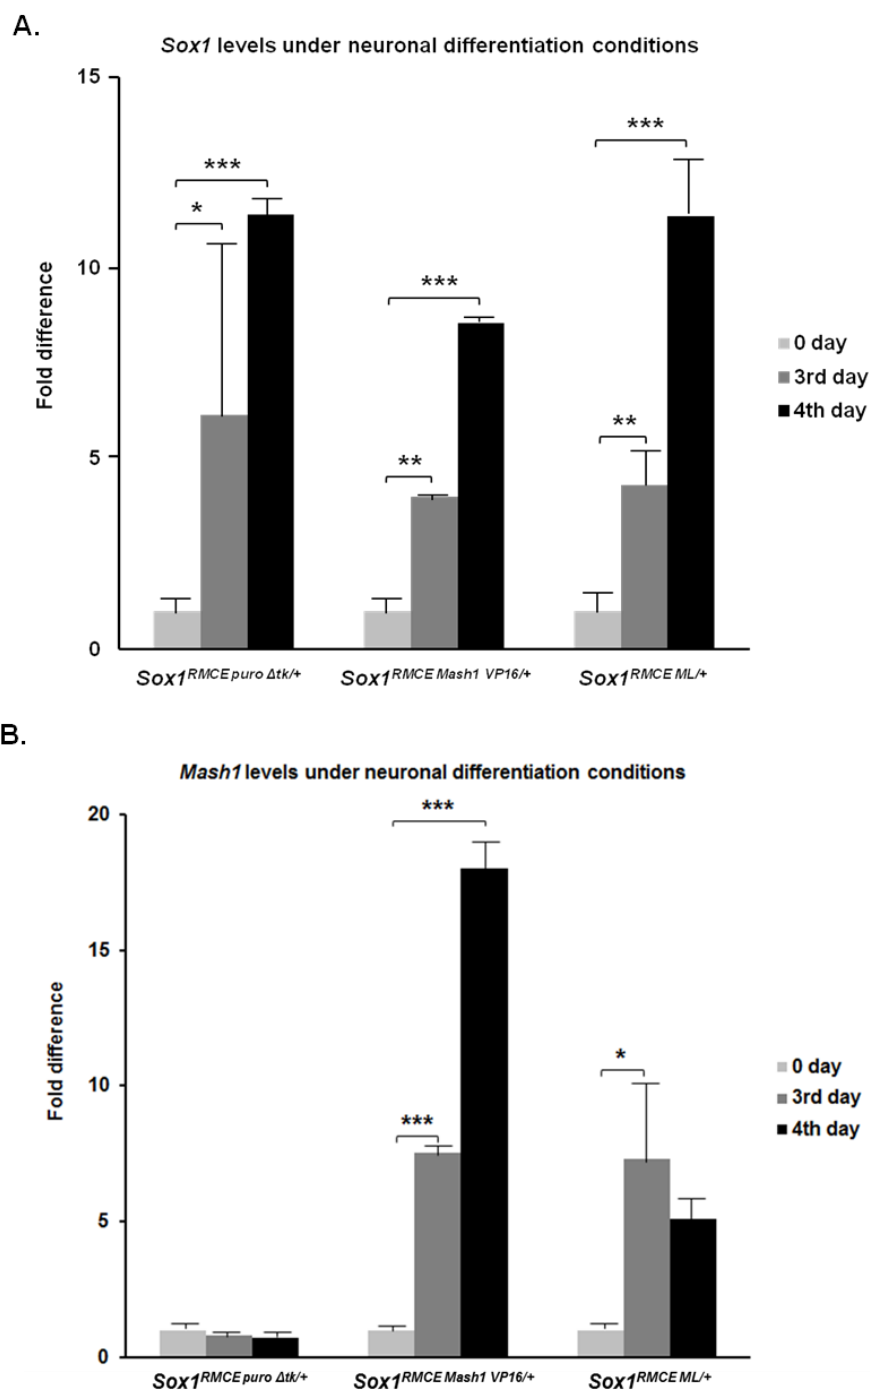 A.
Sox1 levels under neuronal differentiation conditions
15
***
***
*
10
***
Fold difference
0 day
3rd day
4th day
**
5
**
0
Sox1RMCE puro Δtk/+ Sox1RMCE Mash1 VP16/+ Sox1RMCE ML/+
B.
Mash1 levels under neuronal differentiation conditions
20
***
15
Fold difference
10
*
0 day
3rd day
4th day
***
5
0
Sox1RMCE puro Δtk/+ Sox1RMCE Mash1 VP16/+ Sox1RMCE ML/+